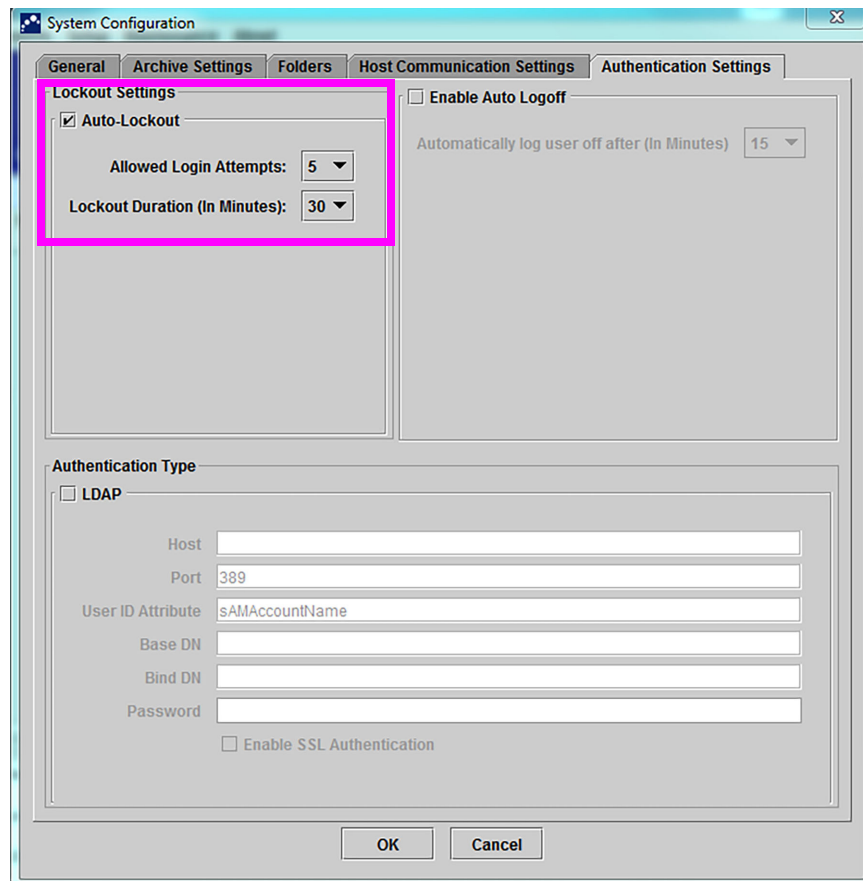 System Configuration
General Archive Settings Folders Host Communication Settings Authentication Settings
Lockout Settings
Auto-Lockout
Allowed Login Attempts: 5
Lockout Duration (In Minutes): 30
Enable Auto Logoff
Automatically log user off after (In Minutes) 15
Authentication Type
LDAP
Host
Port 389
User ID Attribute sAMAccountName
Base DN
Bind DN
Password
Enable SSL Authentication
OK Cancel